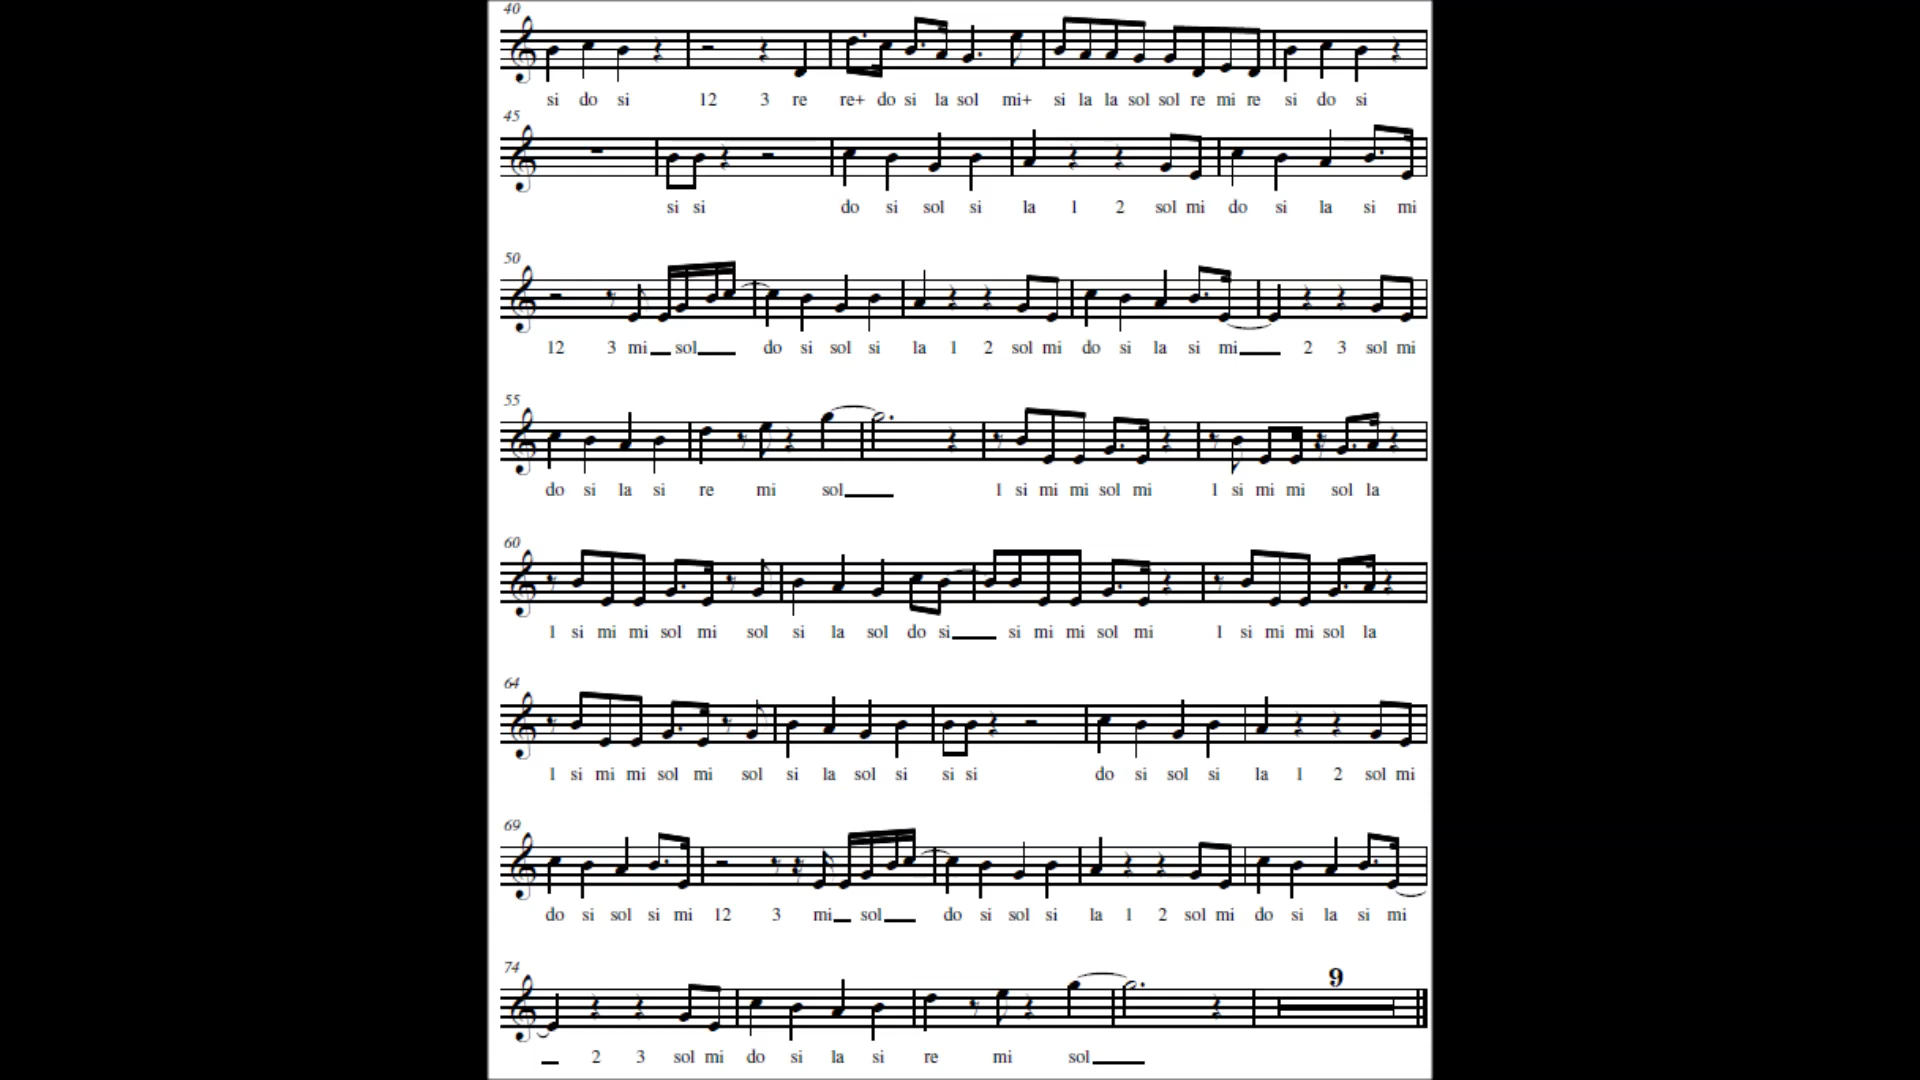 40
si do si 12 3 re re+ do si la sol mi+ si la la sol sol re mi re si do si
45
si si do si sol si la 1 2 sol mi do si la si mi
50
12 3 mi sol do si sol si la 1 2 sol mi do si la si mi 2 3 sol mi
55
do si la si re mi sol 1 si mi mi sol mi 1 si mi mi sol la
60
1 si mi mi sol mi sol si la sol do si si mi mi sol mi 1 si mi mi sol la
64
1 si mi mi sol mi sol si la sol si si si do si sol si la 1 2 sol mi
69
do si sol si mi 12 3 mi sol do si sol si la 1 2 sol mi do si la si mi
74
9
2 3 sol mi do si la si re mi sol